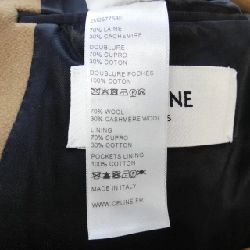 70% LAINE
30% CACHEMIRE
DOUBLURE
70% CUPRO
30% COTON
DOUBLURE POCHES
100% COTON
70% WOOL
30% CASHMERE WOOL
LINING
70% CUPRO
30% COTTON
POCKETS LINING
100% COTTON
MADE IN ITALY
WWW.CELINE.FR
INE
S